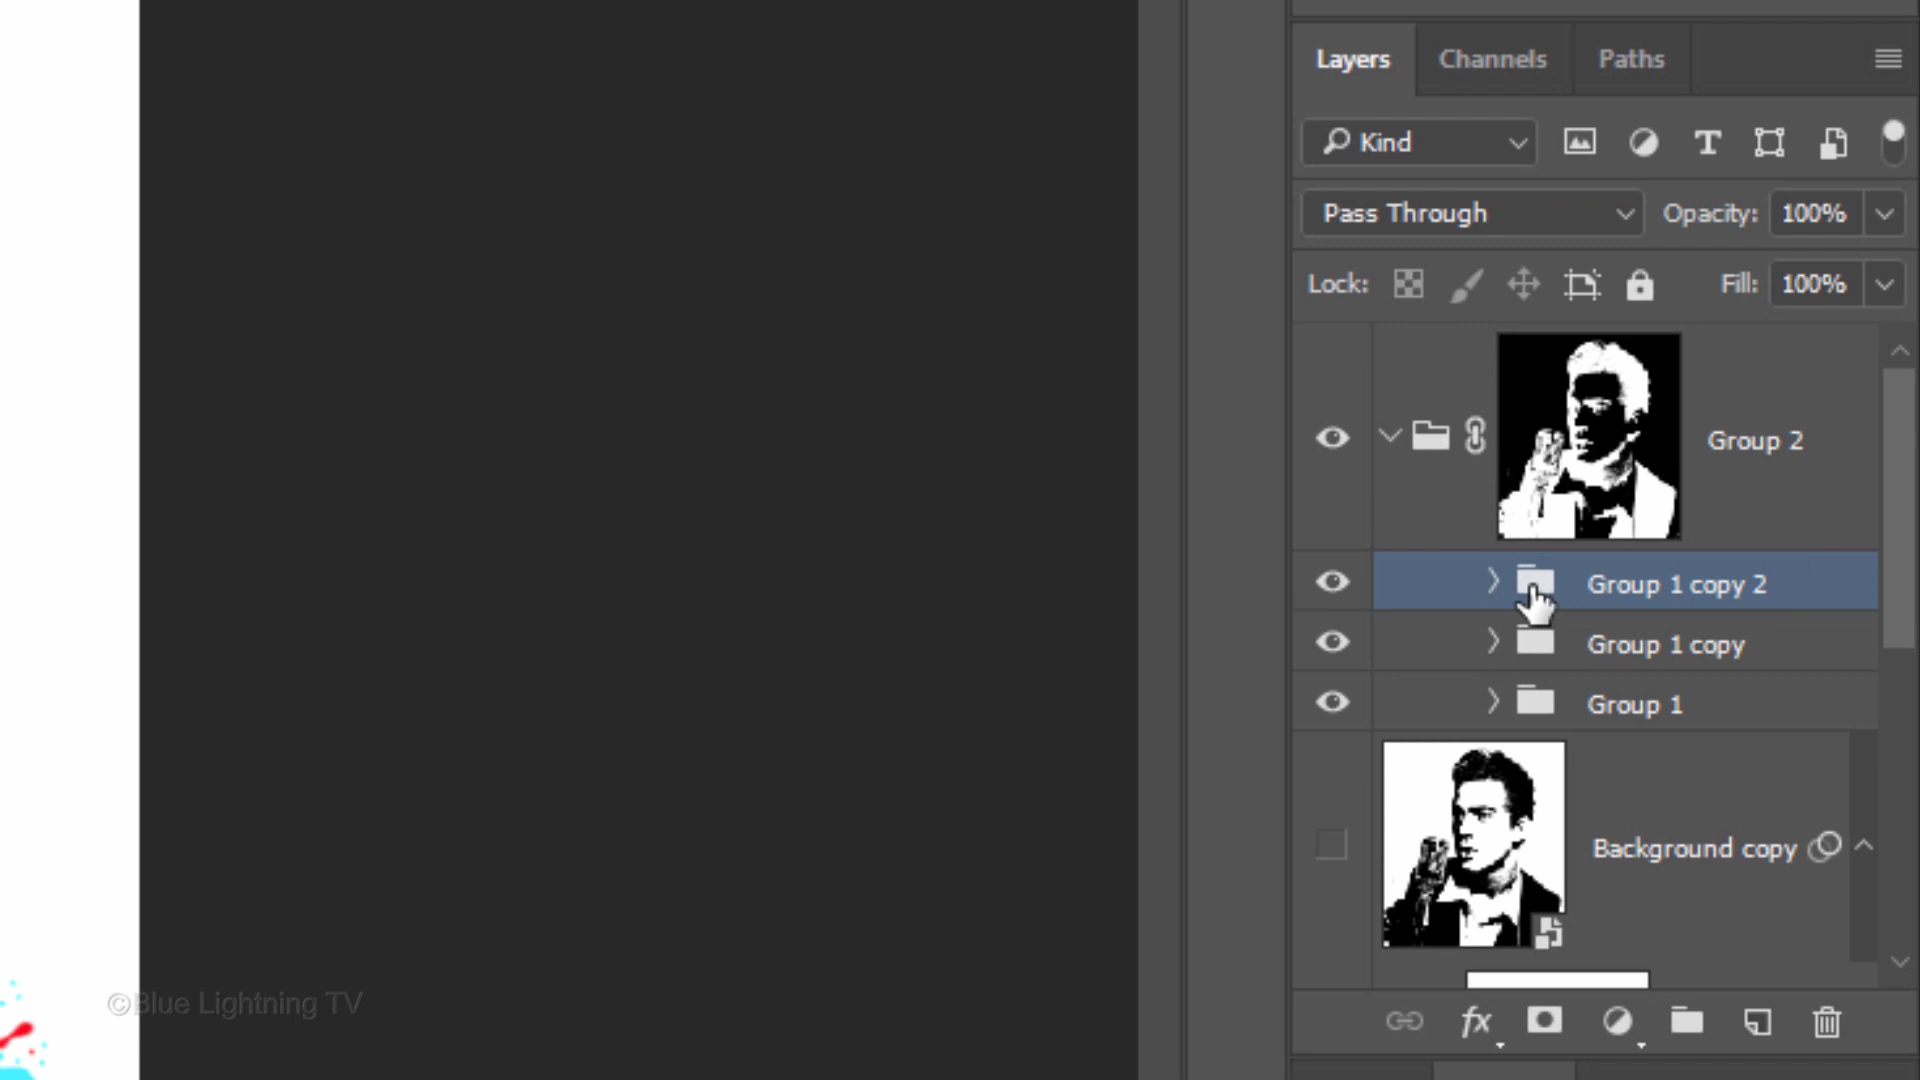 Layers Channels Paths
Kind
Pass Through Opacity: 100%
Lock: Fill: 100%
Group 2
Group 1 copy 2
Group 1 copy
Group 1
Background copy
©Blue Lightning TV
fx